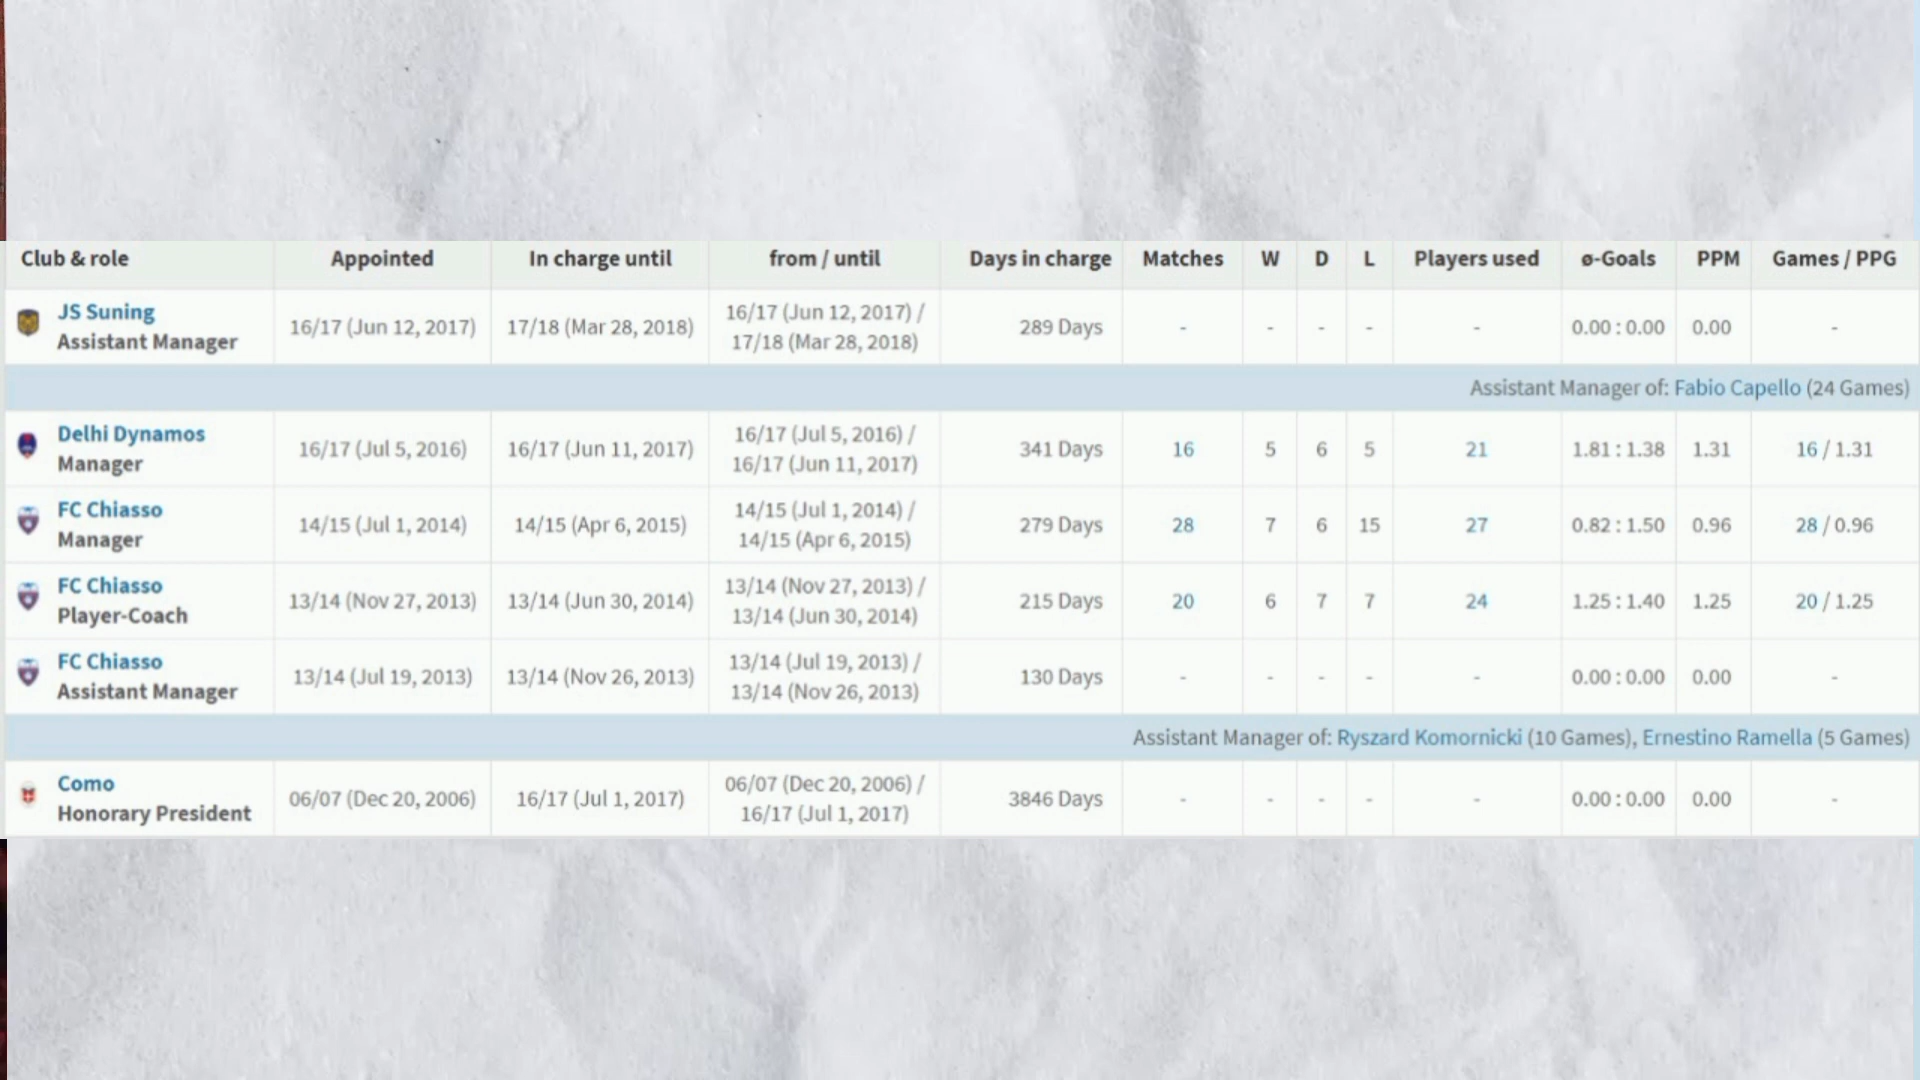 Club & role Appointed In charge until from / until Days in charge Matches W D L Players used ø-Goals PPM Games / PPG
JS Suning
Assistant Manager
16/17 (Jun 12, 2017) 17/18 (Mar 28, 2018)
16/17 (Jun 12, 2017) /
17/18 (Mar 28, 2018)
289 Days - - - - - 0.00 : 0.00 0.00 -
Assistant Manager of: Fabio Capello (24 Games)
Delhi Dynamos
Manager
16/17 (Jul 5, 2016) 16/17 (Jun 11, 2017)
16/17 (Jul 5, 2016) /
16/17 (Jun 11, 2017)
341 Days 16 5 6 5 21 1.81 : 1.38 1.31 16 / 1.31
FC Chiasso
Manager
14/15 (Jul 1, 2014) 14/15 (Apr 6, 2015)
14/15 (Jul 1, 2014) /
14/15 (Apr 6, 2015)
279 Days 28 7 6 15 27 0.82 : 1.50 0.96 28 / 0.96
FC Chiasso
Player-Coach
13/14 (Nov 27, 2013) 13/14 (Jun 30, 2014)
13/14 (Nov 27, 2013) /
13/14 (Jun 30, 2014)
215 Days 20 6 7 7 24 1.25 : 1.40 1.25 20 / 1.25
FC Chiasso
Assistant Manager
13/14 (Jul 19, 2013) 13/14 (Nov 26, 2013)
13/14 (Jul 19, 2013) /
13/14 (Nov 26, 2013)
130 Days - - - - - 0.00 : 0.00 0.00 -
Assistant Manager of: Ryszard Komornicki (10 Games), Ernestino Ramella (5 Games)
Como
Honorary President
06/07 (Dec 20, 2006) 16/17 (Jul 1, 2017)
06/07 (Dec 20, 2006) /
16/17 (Jul 1, 2017)
3846 Days - - - - - 0.00 : 0.00 0.00 -